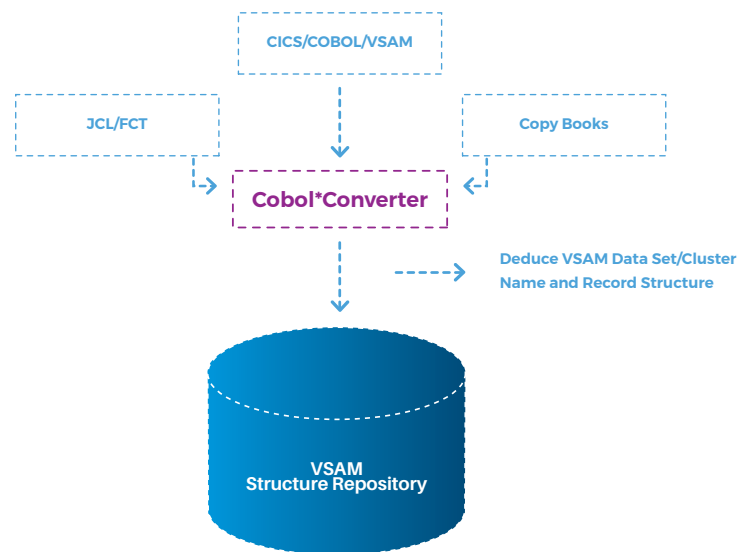 CICS/COBOL/VSAM
JCL/FCT
Copy Books
Cobol*Converter
Deduce VSAM Data Set/Cluster
Name and Record Structure
VSAM
Structure Repository